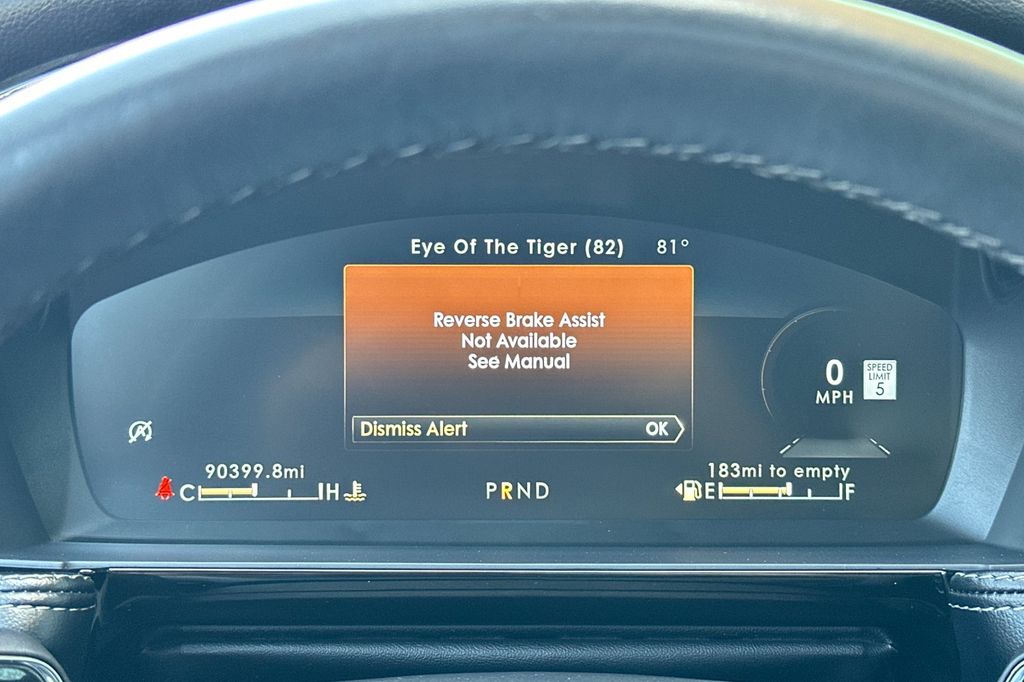 Eye Of The Tiger (82) 81°
Reverse Brake Assist
Not Available
See Manual
0
MPH
SPEED
LIMIT
5
Dismiss Alert OK
90399.8mi
183mi to empty
C H
PRND
E F